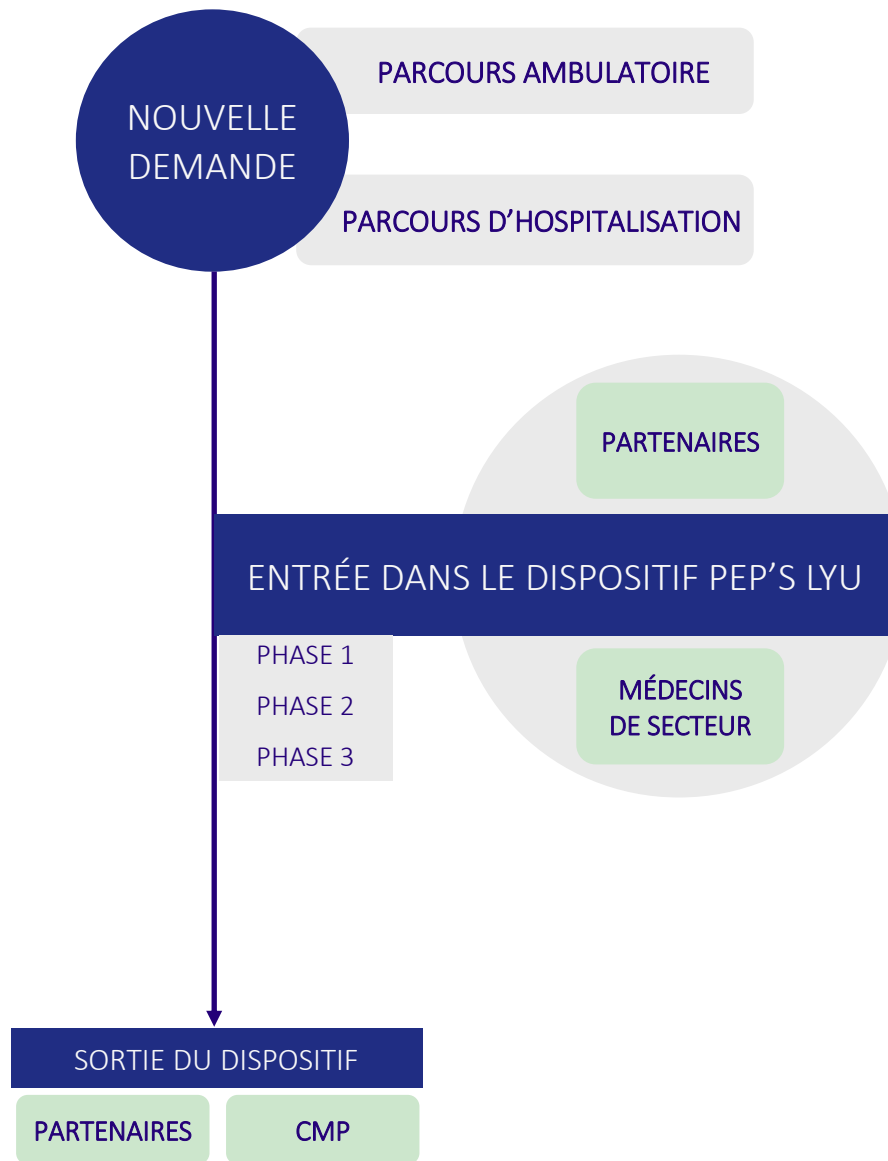 NOUVELLE
DEMANDE
PARCOURS AMBULATOIRE
PARCOURS D’HOSPITALISATION
PARTENAIRES
ENTRÉE DANS LE DISPOSITIF PEP’S LYU
PHASE 1
PHASE 2
PHASE 3
MÉDECINS
DE SECTEUR
SORTIE DU DISPOSITIF
PARTENAIRES
CMP